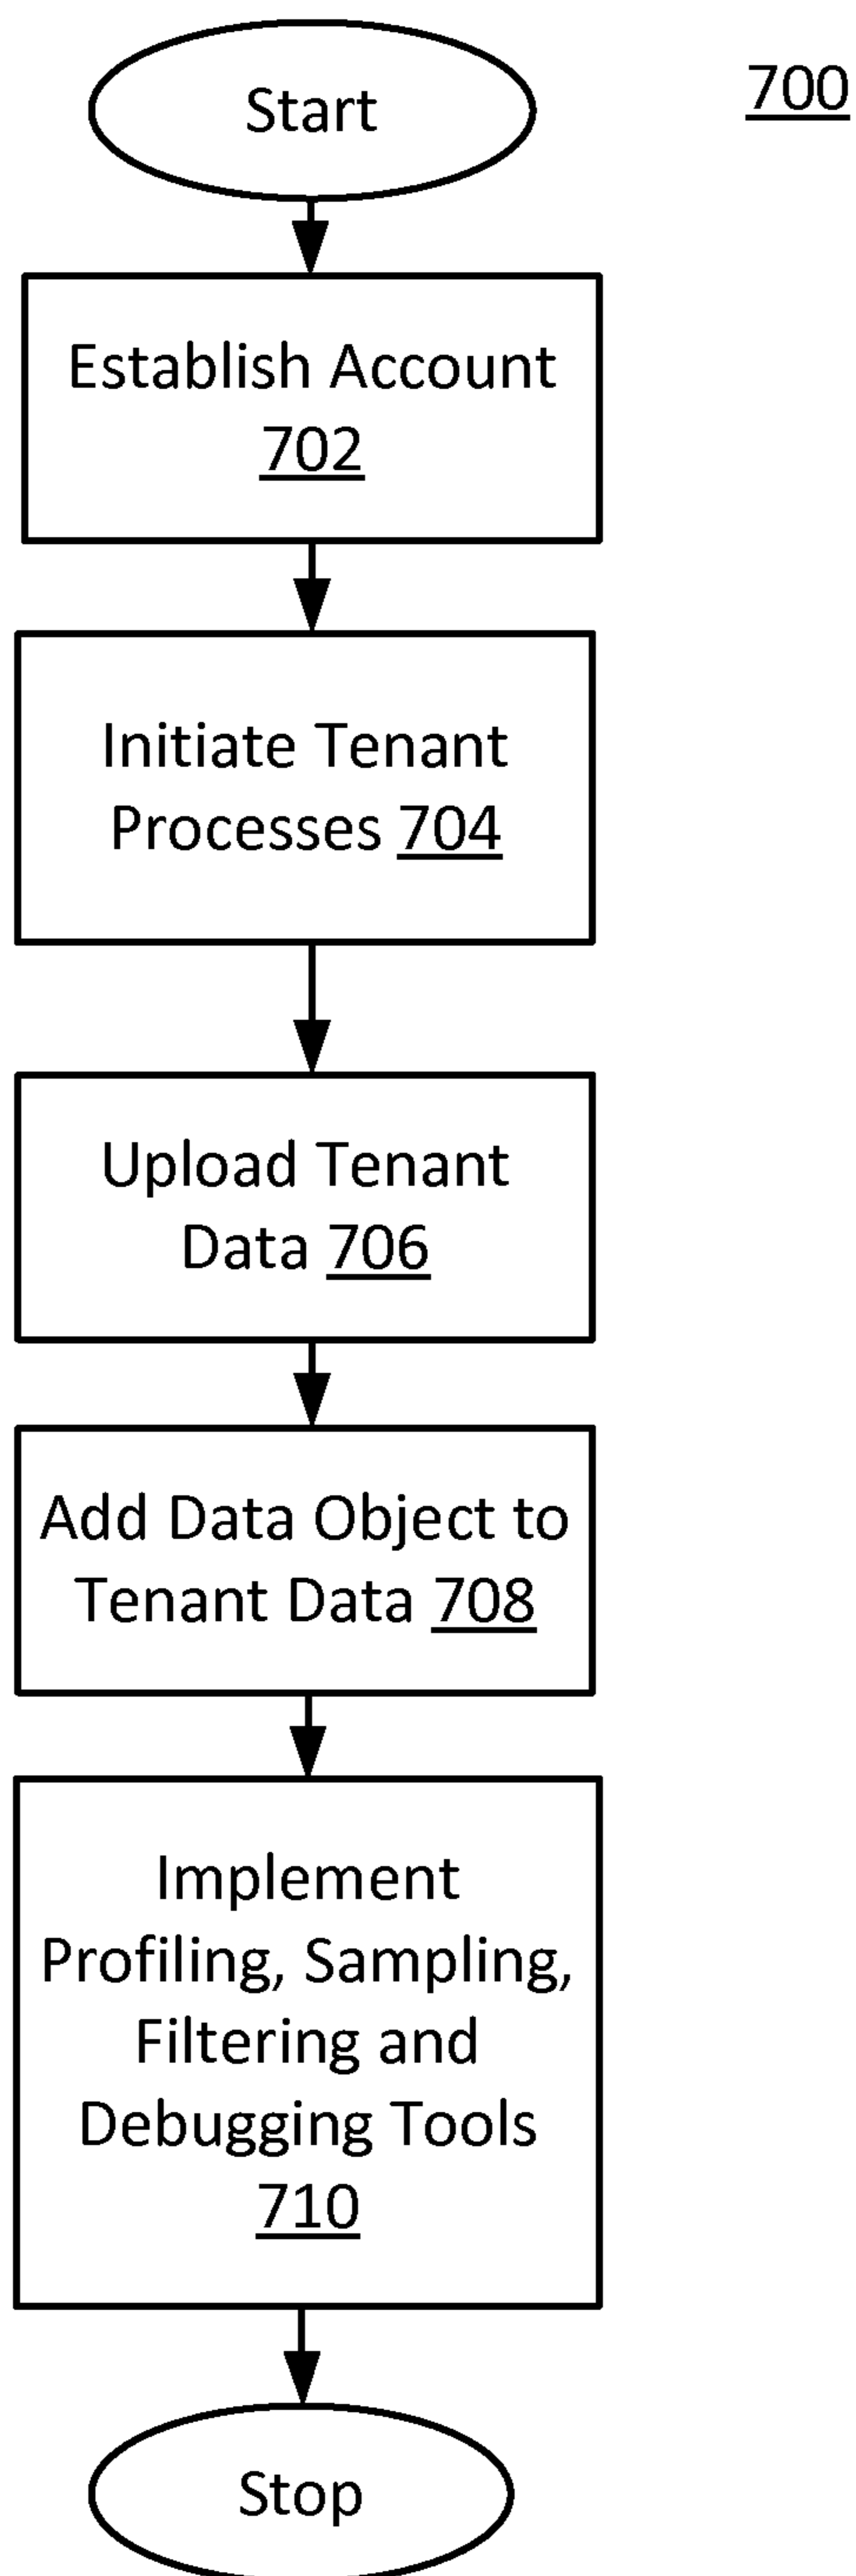 Start
700
Establish Account
702
Initiate Tenant
Processes 704
Upload Tenant
Data 706
Add Data Object to
Tenant Data 708
Implement
Profiling, Sampling,
Filtering and
Debugging Tools
710
Stop